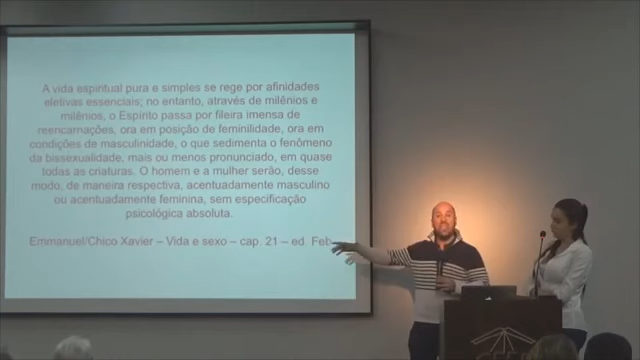 A vida espiritual pura e simples se rege por afinidades
eletivas essenciais; no entanto, através de milênios e
milênios, o Espírito passa por fileira imensa de
reencarnações, ora em posição de feminilidade, ora em
condições de masculinidade, o que sedimenta o fenômeno
da bissexualidade, mais ou menos pronunciado, em quase
todas as criaturas. O homem e a mulher serão, desse
modo, de maneira respectiva, acentuadamente masculino
ou acentuadamente feminina, sem especificação
psicológica absoluta.
Emmanuel/Chico Xavier – Vida e sexo – cap. 21 – ed. Feb